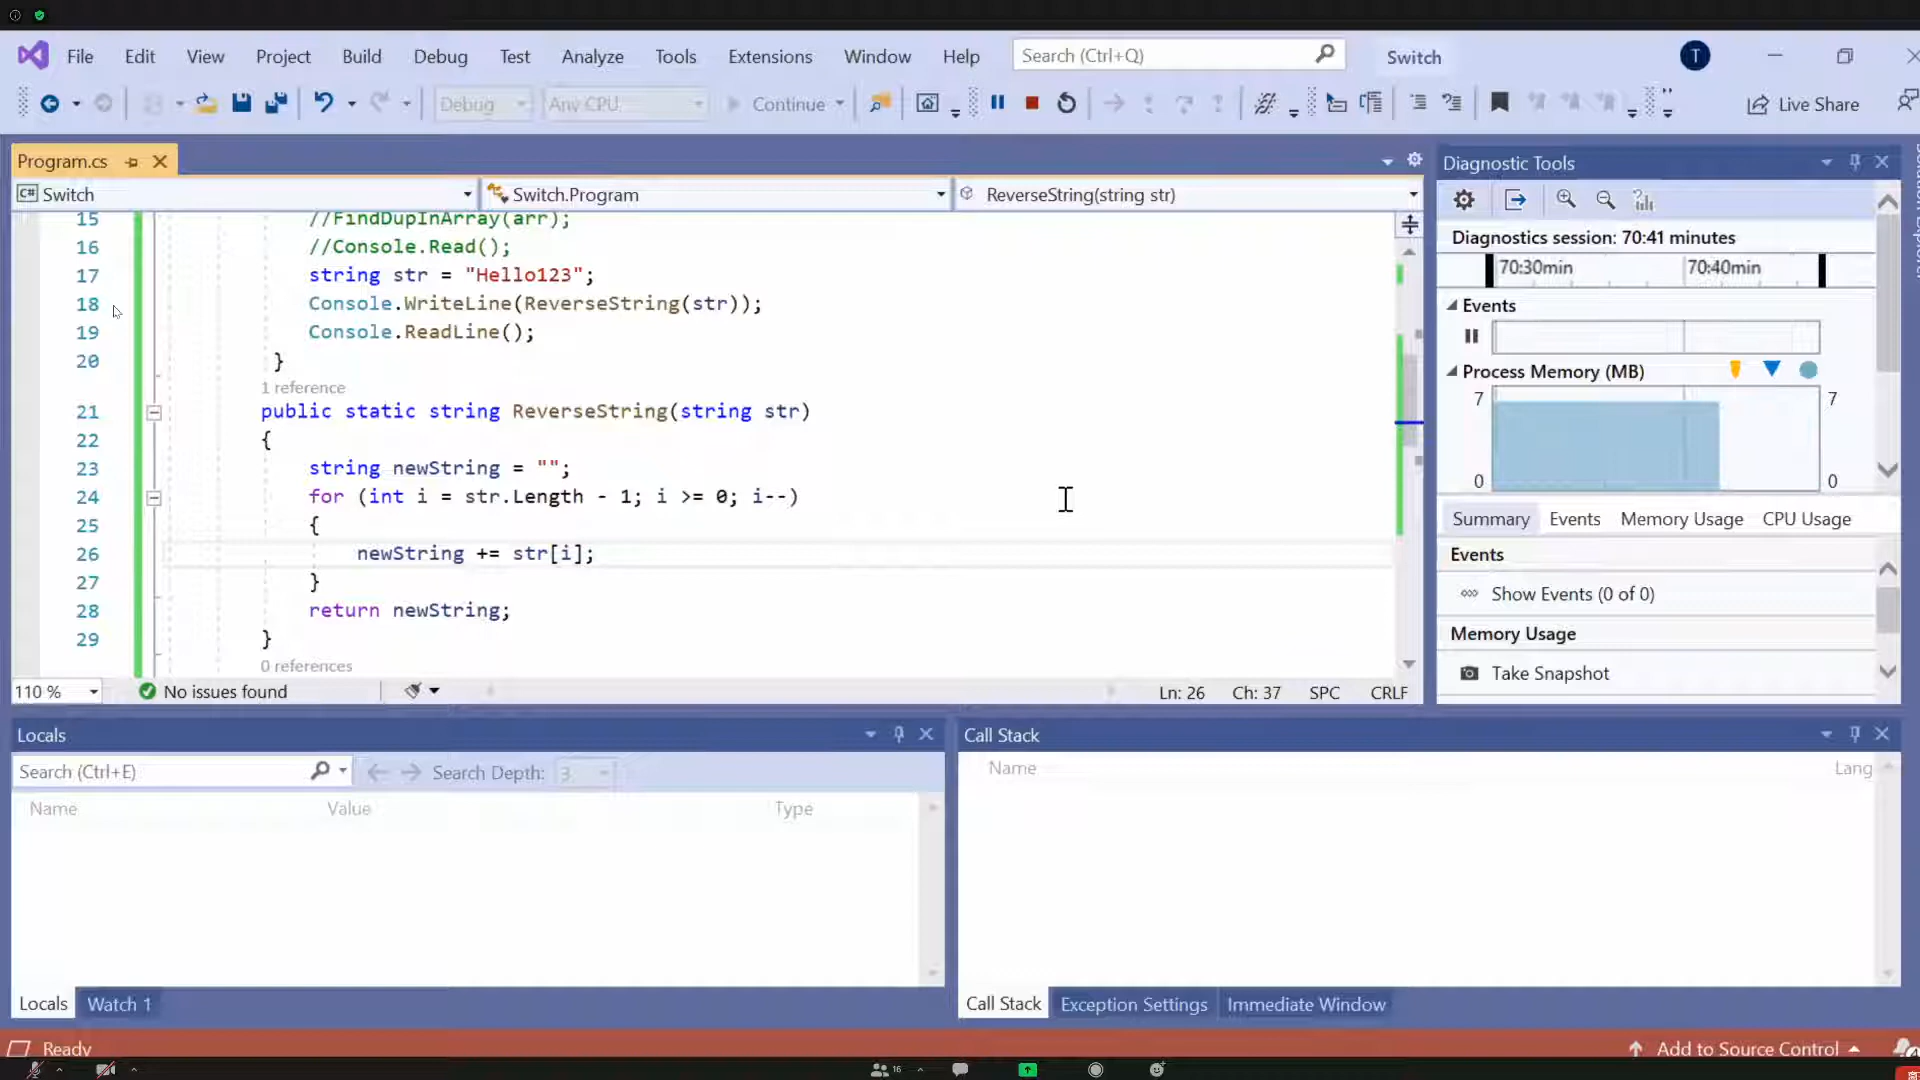 File Edit View Project Build Debug Test Analyze Tools Extensions Window Help Search (Ctrl+Q) Switch T
Debug Any CPU Continue Live Share
Program.cs
C# Switch Switch.Program ReverseString(string str)
15 //FindDupInArray(arr);
16 //Console.Read();
17 string str = "Hello123";
18 Console.WriteLine(ReverseString(str));
19 Console.ReadLine();
20 }
1 reference
21 public static string ReverseString(string str)
22 {
23 string newString = "";
24 for (int i = str.Length - 1; i >= 0; i--)
25 {
26 newString += str[i];
27 }
28 return newString;
29 }
0 references
110 % No issues found Ln: 26 Ch: 37 SPC CRLF
Diagnostic Tools
Diagnostics session: 70:41 minutes
70:30min 70:40min
Events
Process Memory (MB)
7 7
0 0
Summary Events Memory Usage CPU Usage
Events
Show Events (0 of 0)
Memory Usage
Take Snapshot
Locals
Search (Ctrl+E) Search Depth: 3
Name Value Type
Locals Watch 1
Call Stack
Name Lang
Call Stack Exception Settings Immediate Window
Ready Add to Source Control
16